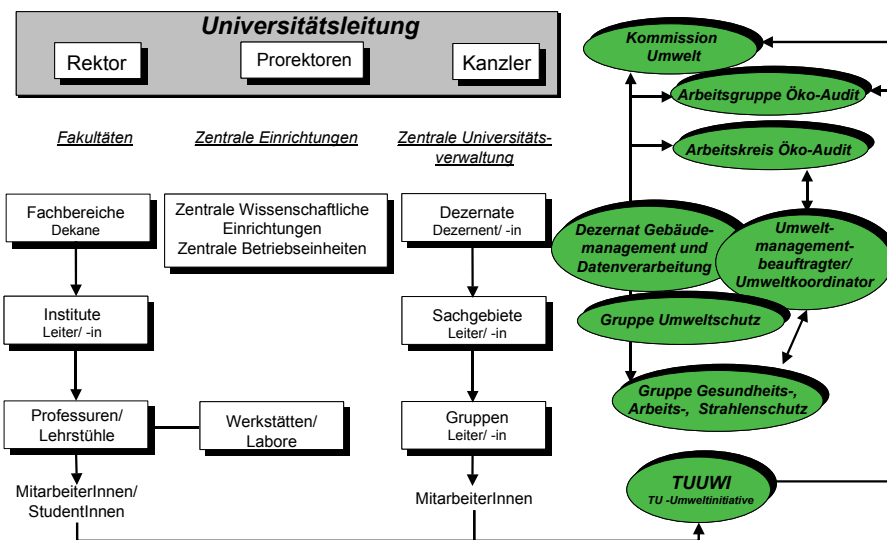 Universitätsleitung
Rektor
Prorektoren
Kanzler
Fakultäten
Zentrale Einrichtungen
Zentrale Universitäts-
verwaltung
Fachbereiche
Dekane
Zentrale Wissenschaftliche
Einrichtungen
Zentrale Betriebseinheiten
Dezernate
Dezernent/ -in
Institute
Leiter/ -in
Sachgebiete
Leiter/ -in
Professuren/
Lehrstühle
Werkstätten/
Labore
Gruppen
Leiter/ -in
MitarbeiterInnen/
StudentInnen
MitarbeiterInnen
Kommission
Umwelt
Arbeitsgruppe Öko-Audit
Arbeitskreis Öko-Audit
Dezernat Gebäude-
management und
Datenverarbeitung
Umwelt-
management-
beauftragter/
Umweltkoordinator
Gruppe Umweltschutz
Gruppe Gesundheits-,
Arbeits-, Strahlenschutz
TUUWI
TU -Umweltinitiative